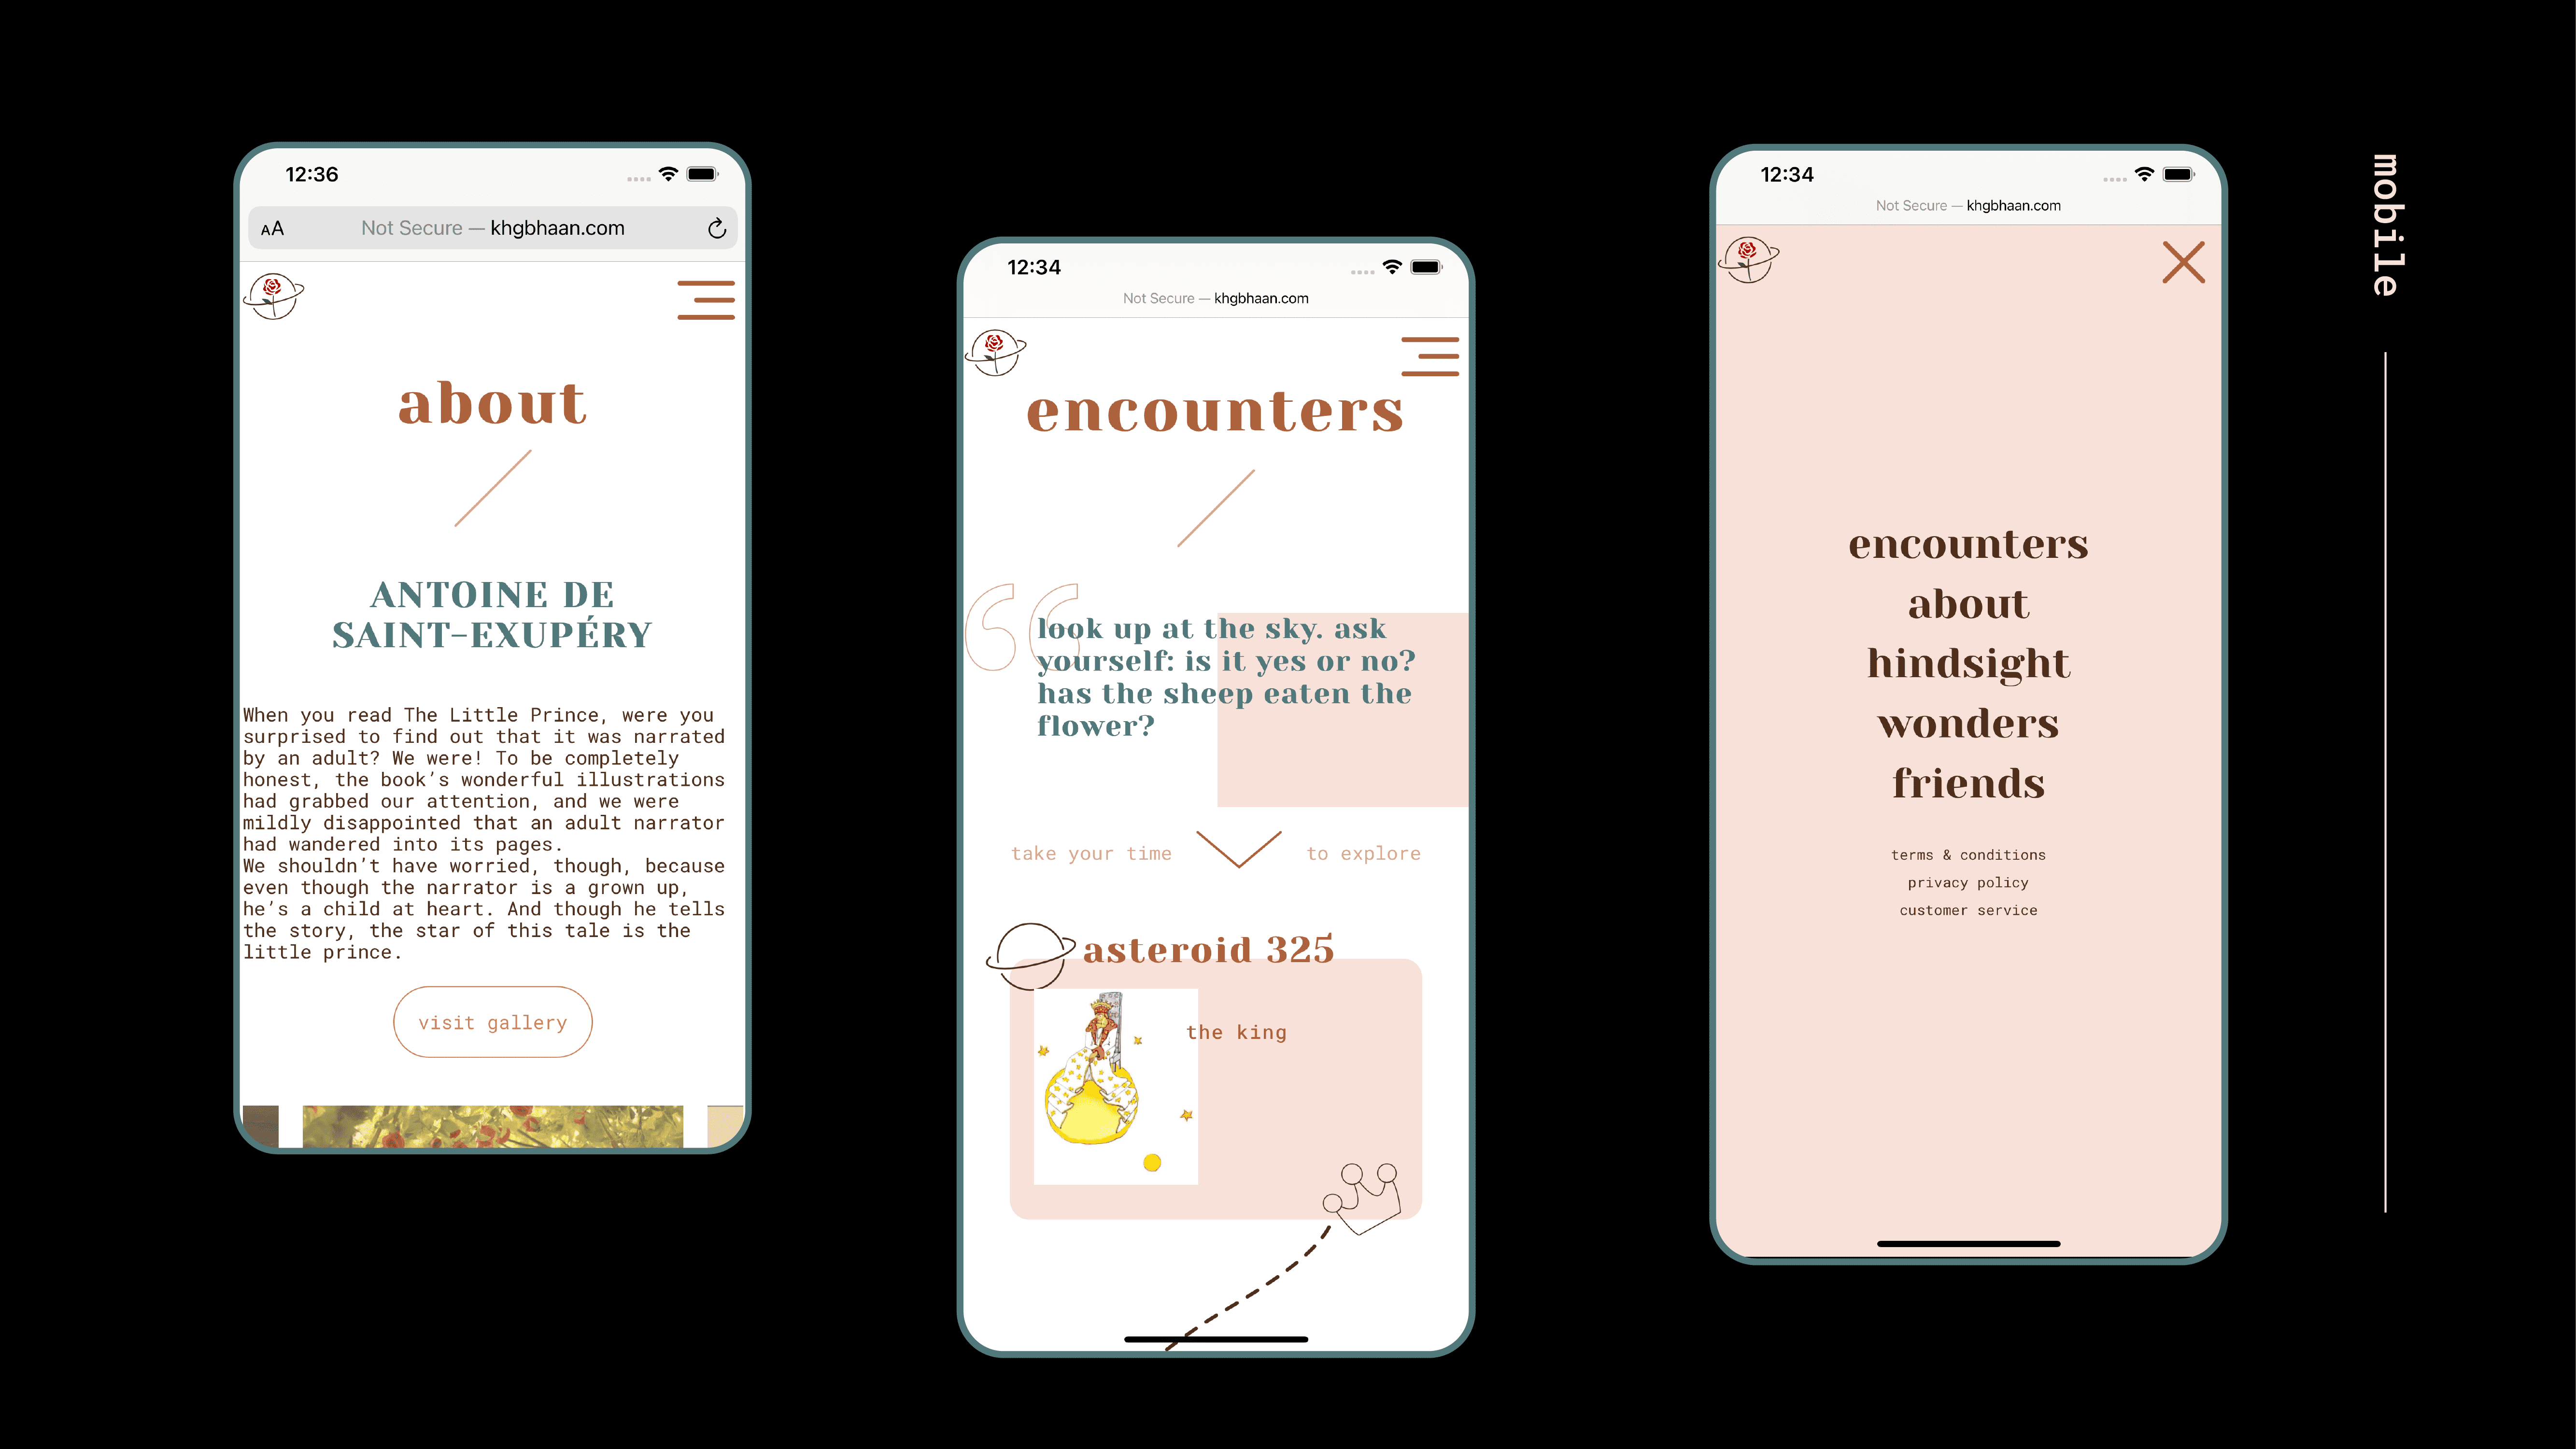 12:36
AA Not Secure — khgbhaan.com
about
ANTOINE DE
SAINT-EXUPÉRY
When you read The Little Prince, were you
surprised to find out that it was narrated
by an adult? We were! To be completely
honest, the book’s wonderful illustrations
had grabbed our attention, and we were
mildly disappointed that an adult narrator
had wandered into its pages.
We shouldn’t have worried, though, because
even though the narrator is a grown up,
he’s a child at heart. And though he tells
the story, the star of this tale is the
little prince.
visit gallery
12:34
Not Secure — khgbhaan.com
encounters
“
look up at the sky. ask
yourself: is it yes or no?
has the sheep eaten the
flower?
take your time to explore
asteroid 325
the king
12:34
Not Secure — khgbhaan.com
encounters
about
hindsight
wonders
friends
terms & conditions
privacy policy
customer service
mobile